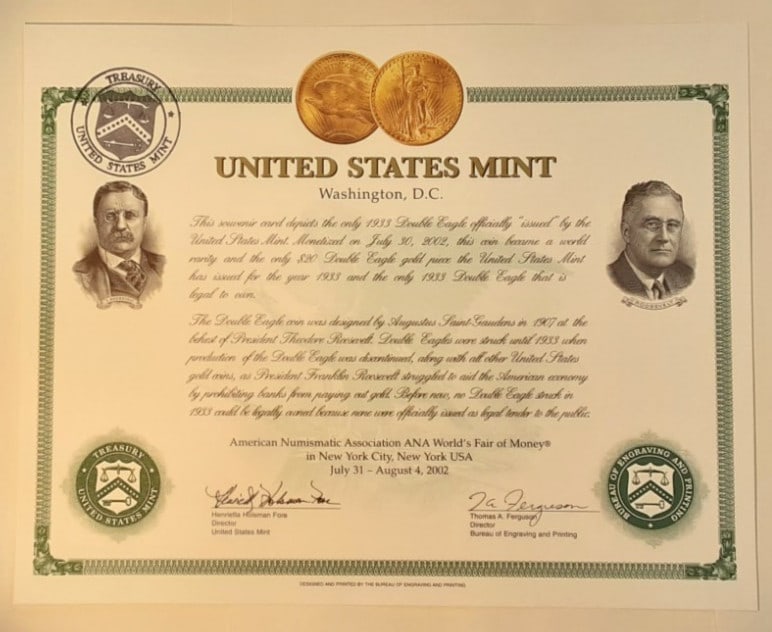 TREASURY
UNITED STATES MINT
UNITED STATES MINT
Washington, D.C.
This souvenir card depicts the only 1933 Double Eagle officially "issued" by the
United States Mint. Monetized on July 30, 2002, this coin became a world
rarity and the only $20 Double Eagle gold piece the United States Mint
has issued for the year 1933 and the only 1933 Double Eagle that is
legal to own.
ROOSEVELT
The Double Eagle coin was designed by Augustus Saint-Gaudens in 1907 at the
behest of President Theodore Roosevelt. Double Eagles were struck until 1933 when
production of the Double Eagle was discontinued, along with all other United States
gold coins, as President Franklin Roosevelt struggled to aid the American economy
by prohibiting banks from paying out gold. Before now, no Double Eagle struck in
1933 could be legally owned because none were officially issued as legal tender to the public.
American Numismatic Association ANA World's Fair of Money®
in New York City, New York USA
July 31 – August 4, 2002
TREASURY
UNITED STATES MINT
BUREAU OF ENGRAVING AND PRINTING
Henrietta Holsman Fore
Henrietta Holsman Fore
Director
United States Mint
T A Ferguson
Thomas A. Ferguson
Director
Bureau of Engraving and Printing
DESIGNED AND PRINTED BY THE BUREAU OF ENGRAVING AND PRINTING